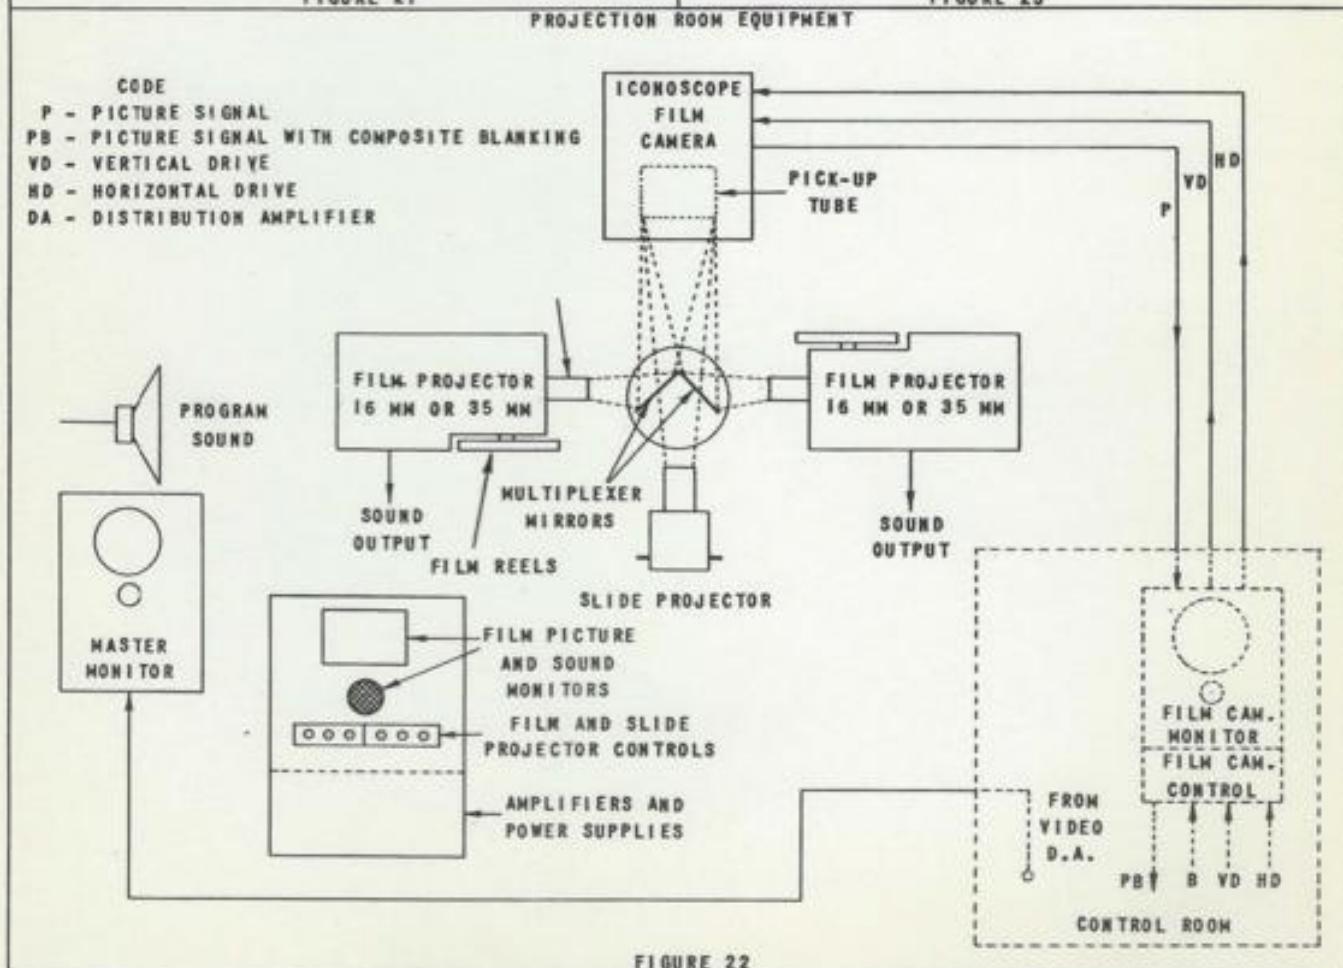 PROJECTION ROOM EQUIPMENT
CODE
P - PICTURE SIGNAL
PB - PICTURE SIGNAL WITH COMPOSITE BLANKING
VD - VERTICAL DRIVE
HD - HORIZONTAL DRIVE
DA - DISTRIBUTION AMPLIFIER
ICONOSCOPE
FILM
CAMERA
PICK-UP
TUBE
P
VD
HD
PROGRAM
SOUND
FILM PROJECTOR
16 MM OR 35 MM
FILM PROJECTOR
16 MM OR 35 MM
SOUND
OUTPUT
FILM REELS
MULTIPLEXER
MIRRORS
SOUND
OUTPUT
SLIDE PROJECTOR
MASTER
MONITOR
FILM PICTURE
AND SOUND
MONITORS
FILM AND SLIDE
PROJECTOR CONTROLS
AMPLIFIERS AND
POWER SUPPLIES
FILM CAM.
MONITOR
FILM CAM.
CONTROL
FROM
VIDEO
D.A.
PB B VD HD
CONTROL ROOM
FIGURE 22